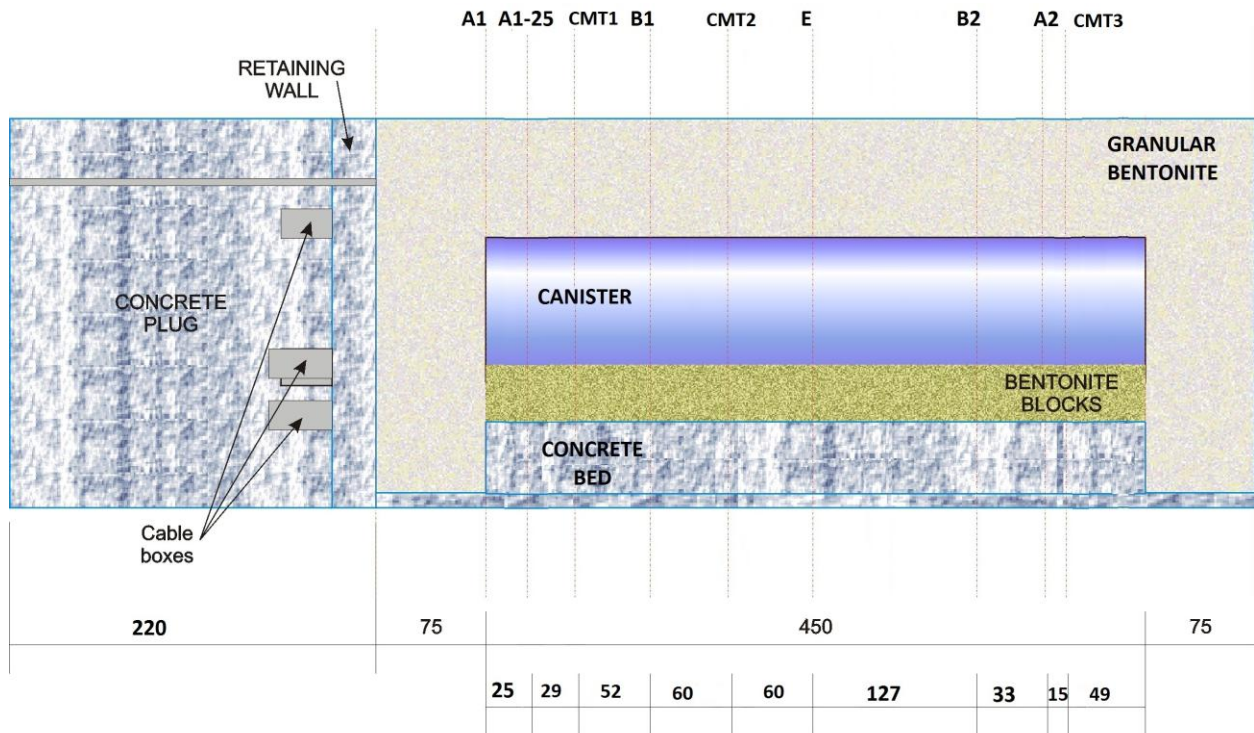 A1 A1-25 CMT1 B1 CMT2 E B2 A2 CMT3
RETAINING
WALL
GRANULAR
BENTONITE
CANISTER
CONCRETE
PLUG
BENTONITE
BLOCKS
CONCRETE
BED
Cable
boxes
220 75 450 75
25 29 52 60 60 127 33 15 49